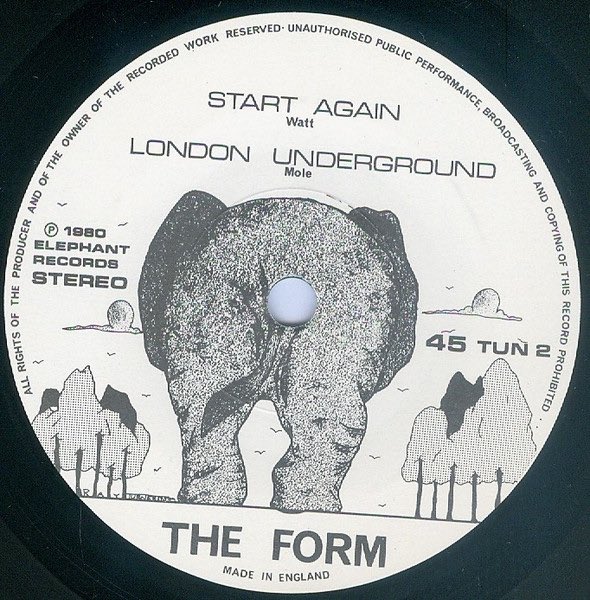 ALL RIGHTS OF THE PRODUCER AND OF THE OWNER OF THE RECORDED WORK RESERVED· UNAUTHORISED PUBLIC PERFORMANCE, BROADCASTING AND COPYING OF THIS RECORD PROHIBITED..
START AGAIN
Watt
LONDON UNDERGROUND
Mole
℗ 1980
ELEPHANT
RECORDS
STEREO
45 TUN 2
THE FORM
MADE IN ENGLAND